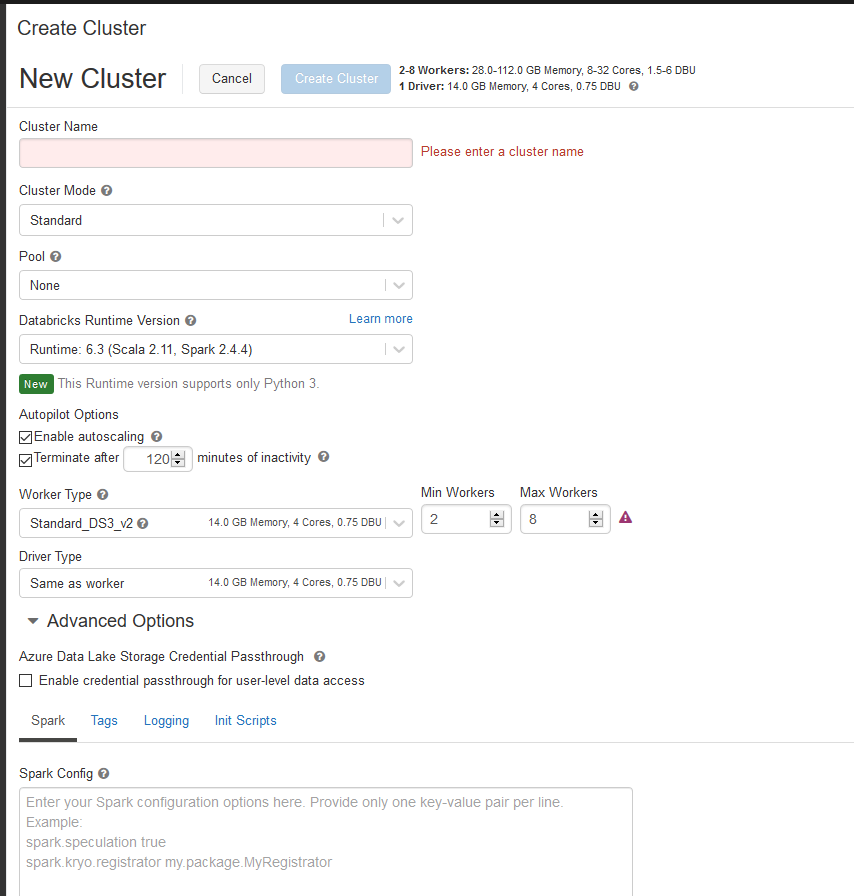 Create Cluster
New Cluster Cancel Create Cluster 2-8 Workers: 28.0-112.0 GB Memory, 8-32 Cores, 1.5-6 DBU
1 Driver: 14.0 GB Memory, 4 Cores, 0.75 DBU ?
Cluster Name
Please enter a cluster name
Cluster Mode ?
Standard
Pool ?
None
Databricks Runtime Version ? Learn more
Runtime: 6.3 (Scala 2.11, Spark 2.4.4)
New This Runtime version supports only Python 3.
Autopilot Options
Enable autoscaling ?
Terminate after 120 minutes of inactivity ?
Worker Type ? Min Workers Max Workers
Standard_DS3_v2 ? 14.0 GB Memory, 4 Cores, 0.75 DBU 2 8
Driver Type
Same as worker 14.0 GB Memory, 4 Cores, 0.75 DBU
Advanced Options
Azure Data Lake Storage Credential Passthrough ?
Enable credential passthrough for user-level data access
Spark Tags Logging Init Scripts
Spark Config ?
Enter your Spark configuration options here. Provide only one key-value pair per line.
Example:
spark.speculation true
spark.kryo.registrator my.package.MyRegistrator